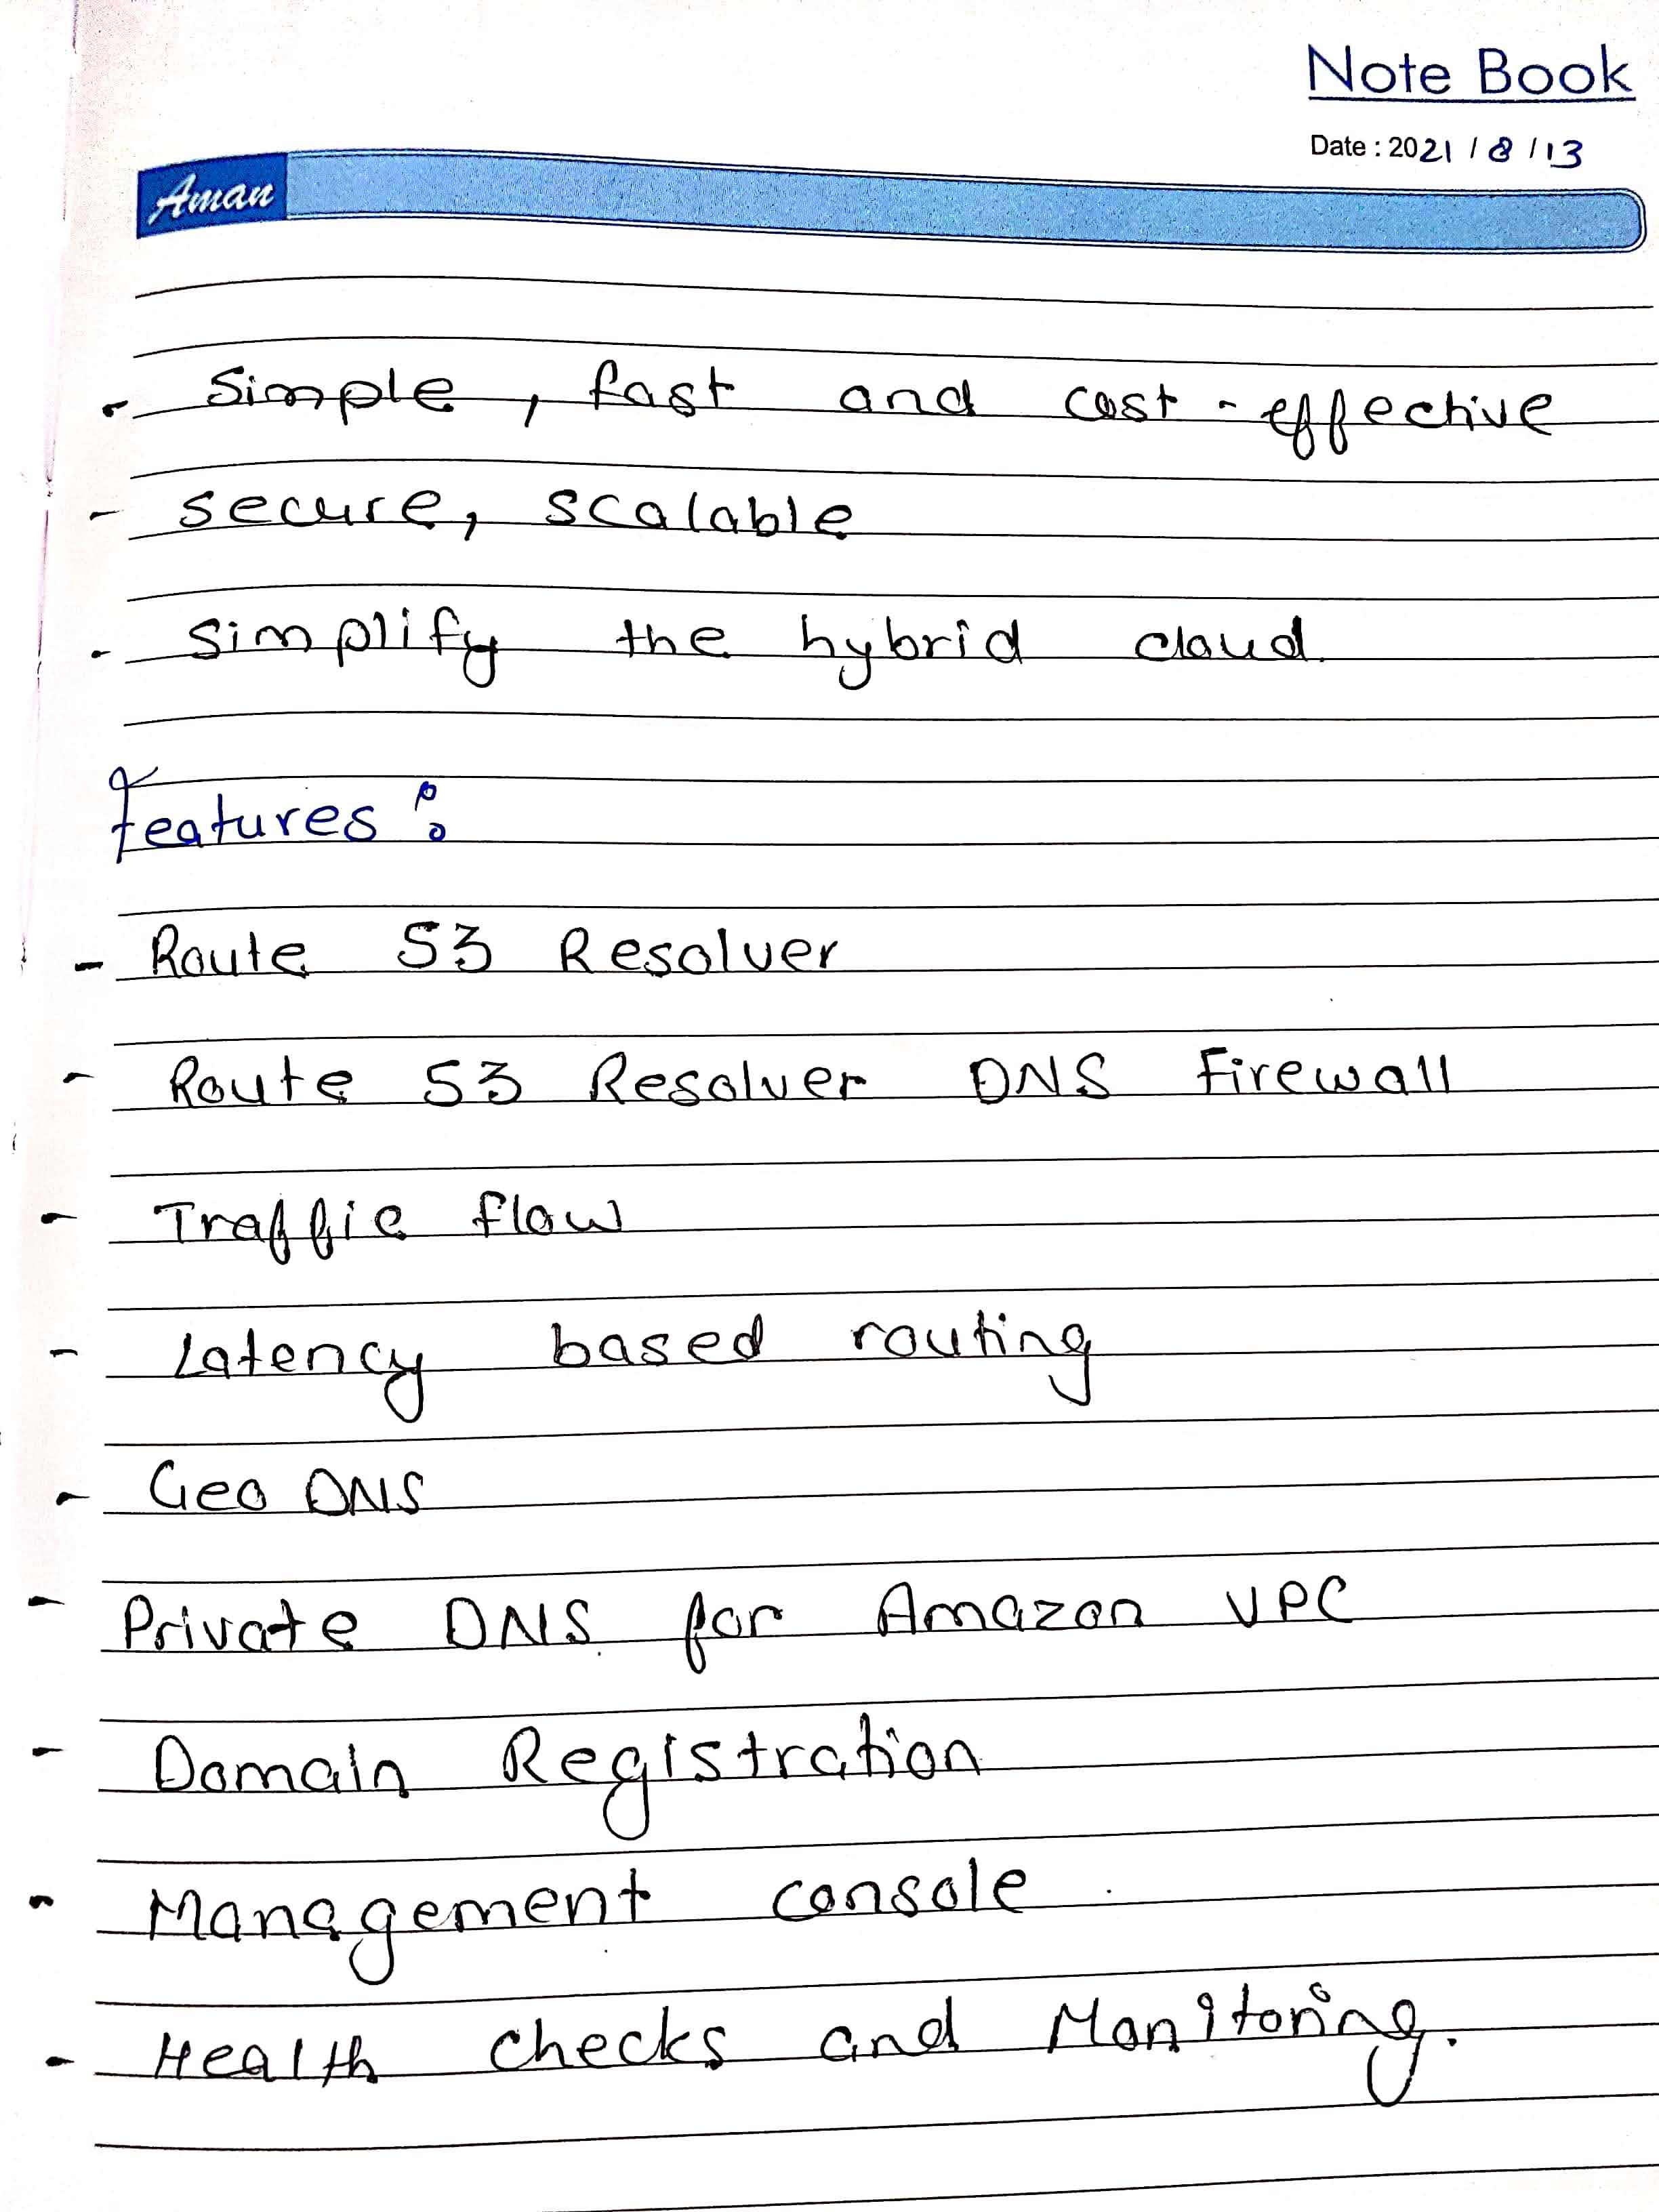 Note Book
Date : 2021 / 8 / 13
Aman
- Simple, fast and cost-effective
- secure, scalable
- simplify the hybrid cloud.
Features :
- Route 53 Resolver
- Route 53 Resolver DNS Firewall
- Traffic flow
- Latency based routing
- Geo DNS
- Private DNS for Amazon VPC
- Domain Registration
- Management console
- Health checks and Monitoring.